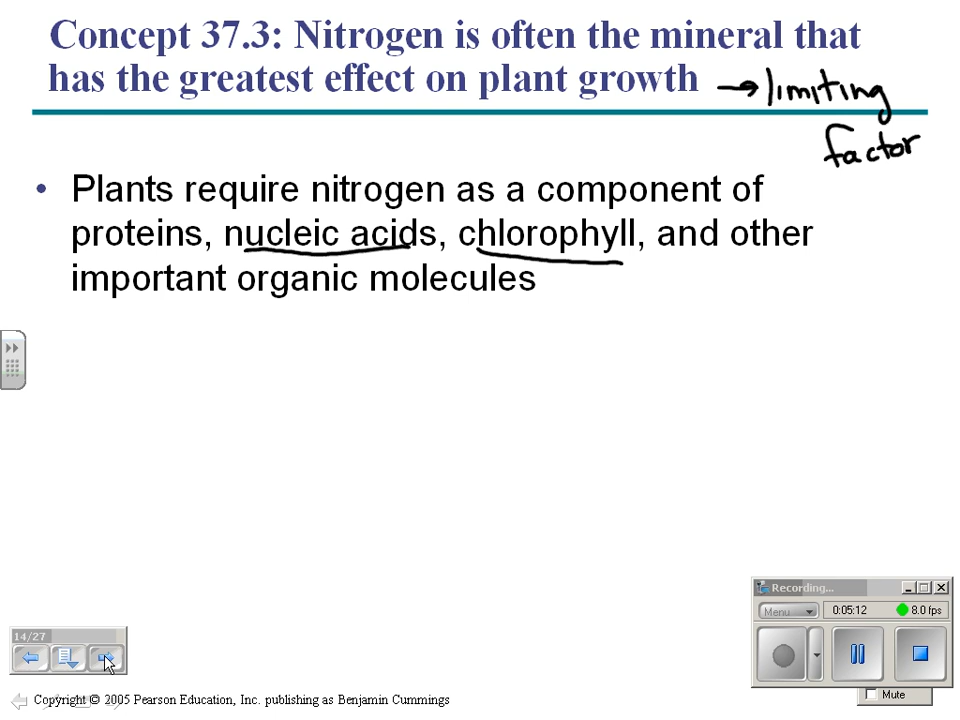 Concept 37.3: Nitrogen is often the mineral that
has the greatest effect on plant growth → limiting
factor
• Plants require nitrogen as a component of
proteins, nucleic acids, chlorophyll, and other
important organic molecules
Recording...
Menu 0:05:12 8.0 fps
14/27
Mute
Copyright © 2005 Pearson Education, Inc. publishing as Benjamin Cummings